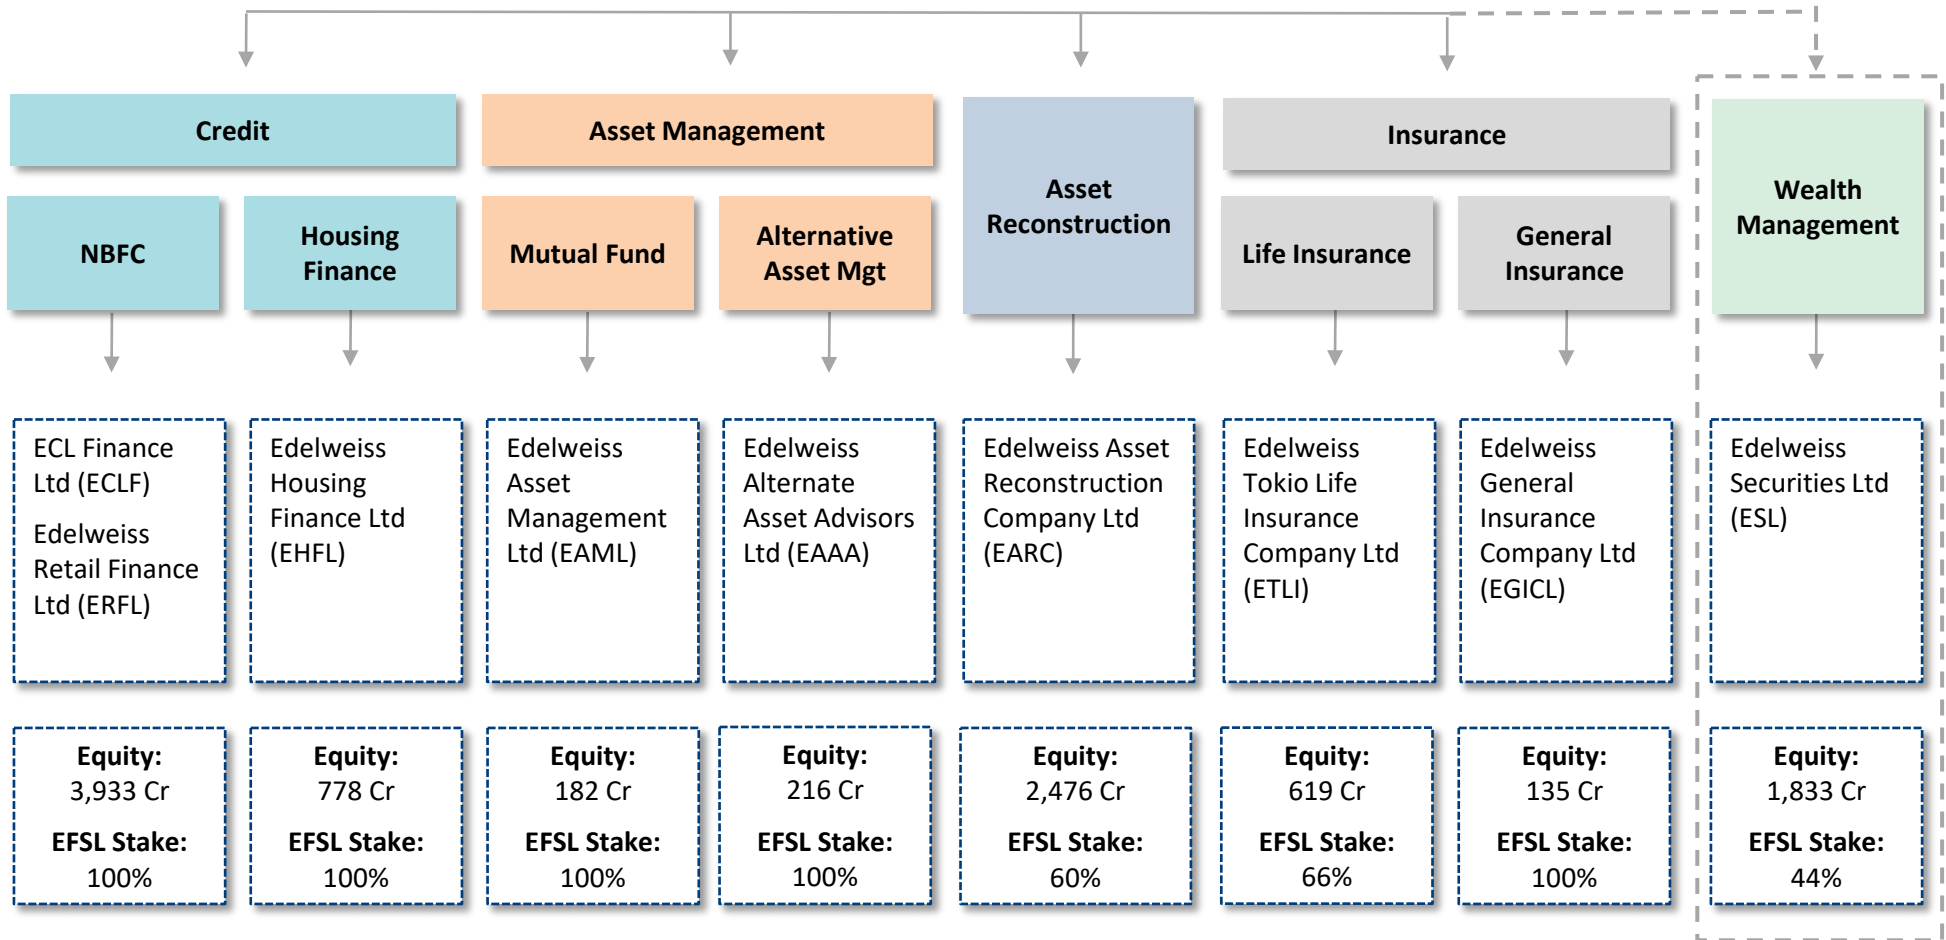 Credit
Asset Management
Asset
Reconstruction
Insurance
Wealth
Management
NBFC
Housing
Finance
Mutual Fund
Alternative
Asset Mgt
Life Insurance
General
Insurance
ECL Finance
Ltd (ECLF)
Edelweiss
Retail Finance
Ltd (ERFL)
Edelweiss
Housing
Finance Ltd
(EHFL)
Edelweiss
Asset
Management
Ltd (EAML)
Edelweiss
Alternate
Asset Advisors
Ltd (EAAA)
Edelweiss Asset
Reconstruction
Company Ltd
(EARC)
Edelweiss
Tokio Life
Insurance
Company Ltd
(ETLI)
Edelweiss
General
Insurance
Company Ltd
(EGICL)
Edelweiss
Securities Ltd
(ESL)
Equity:
3,933 Cr
EFSL Stake:
100%
Equity:
778 Cr
EFSL Stake:
100%
Equity:
182 Cr
EFSL Stake:
100%
Equity:
216 Cr
EFSL Stake:
100%
Equity:
2,476 Cr
EFSL Stake:
60%
Equity:
619 Cr
EFSL Stake:
66%
Equity:
135 Cr
EFSL Stake:
100%
Equity:
1,833 Cr
EFSL Stake:
44%